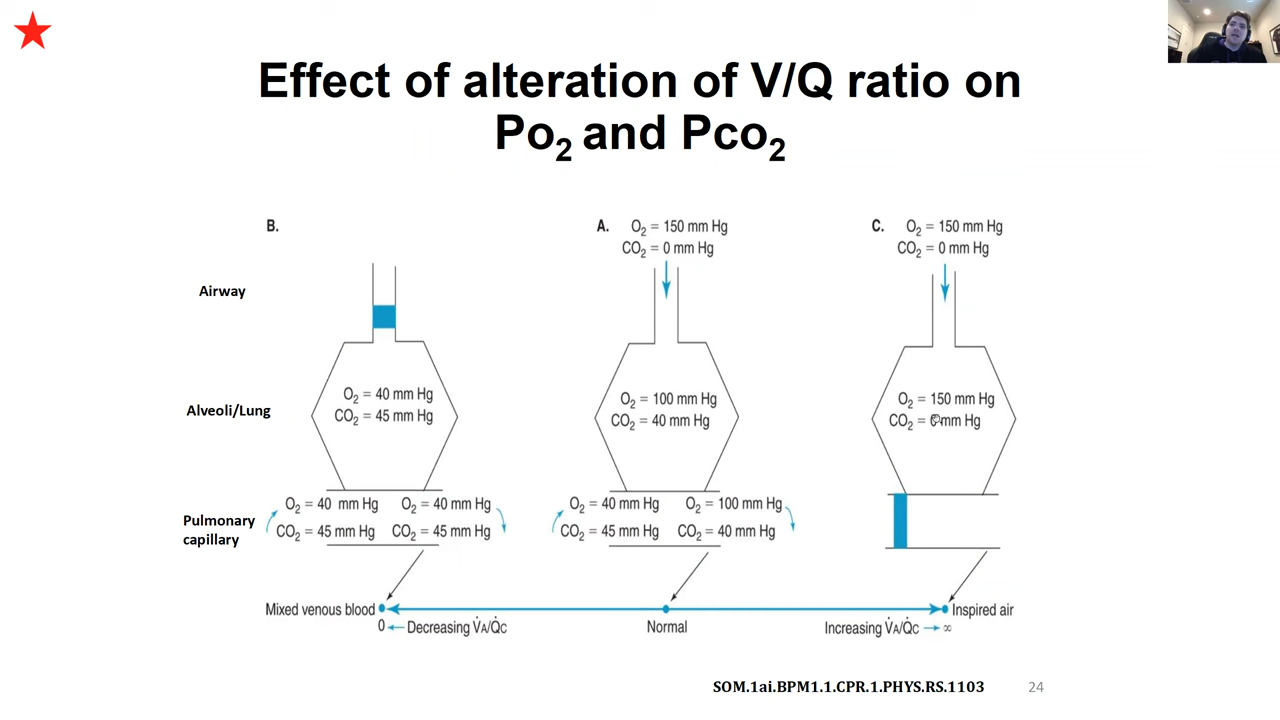 Effect of alteration of V/Q ratio on
Po₂ and Pco₂
B.
A. O₂ = 150 mm Hg
CO₂ = 0 mm Hg
C. O₂ = 150 mm Hg
CO₂ = 0 mm Hg
Airway
Alveoli/Lung
O₂ = 40 mm Hg
CO₂ = 45 mm Hg
O₂ = 100 mm Hg
CO₂ = 40 mm Hg
O₂ = 150 mm Hg
CO₂ = 0 mm Hg
Pulmonary
capillary
O₂ = 40 mm Hg O₂ = 40 mm Hg
CO₂ = 45 mm Hg CO₂ = 45 mm Hg
O₂ = 40 mm Hg O₂ = 100 mm Hg
CO₂ = 45 mm Hg CO₂ = 40 mm Hg
Mixed venous blood
Inspired air
0 ← Decreasing V̇A/Q̇C
Normal
Increasing V̇A/Q̇C → ∞
SOM.1ai.BPM1.1.CPR.1.PHYS.RS.1103
24